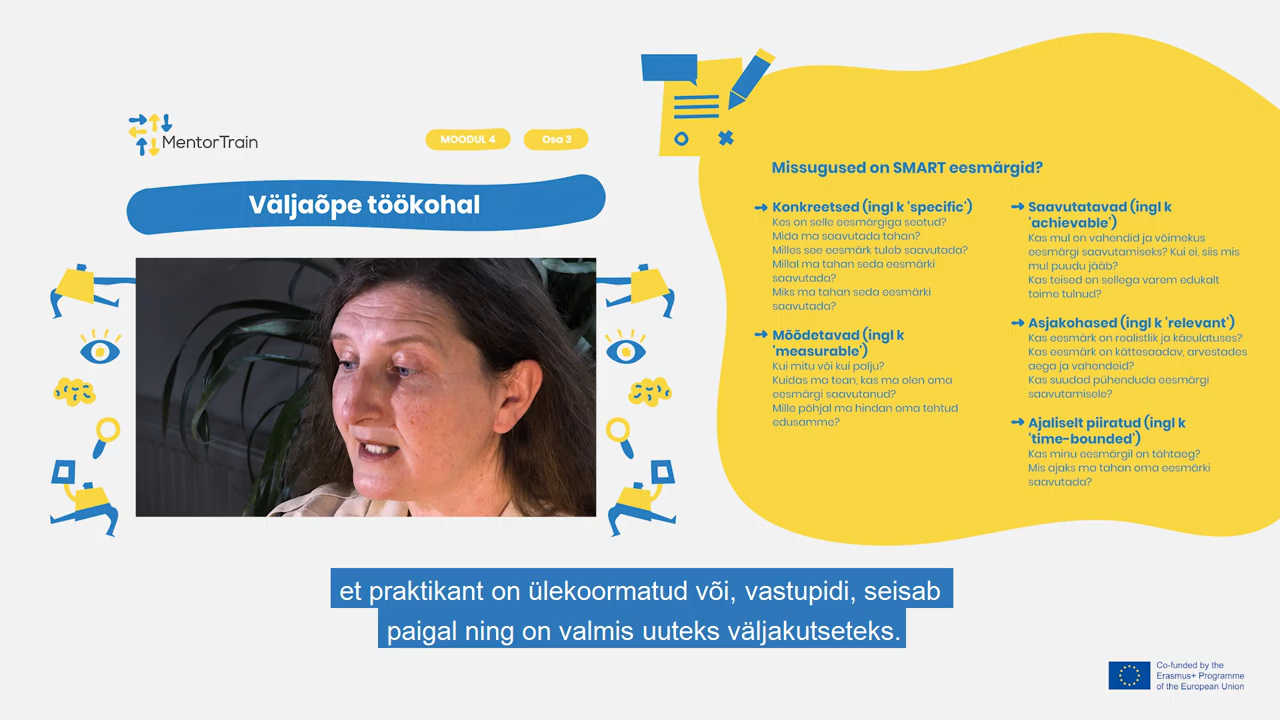 MentorTrain
MOODUL 4
Osa 3
Väljaõpe töökohal
Missugused on SMART eesmärgid?
Konkreetsed (ingl k 'specific')
Kes on selle eesmärgiga seotud?
Mida ma saavutada tahan?
Milles see eesmärk tuleb saavutada?
Millal ma tahan seda eesmärki
saavutada?
Miks ma tahan seda eesmärki
saavutada?
Mõõdetavad (ingl k
'measurable')
Kui mitu või kui palju?
Kuidas ma tean, kas ma olen oma
eesmärgi saavutanud?
Mille põhjal ma hindan oma tehtud
edusamme?
Saavutatavad (ingl k
'achievable')
Kas mul on vahendid ja võimekus
eesmärgi saavutamiseks? Kui ei, siis mis
mul puudu jääb?
Kas teised on sellega varem edukalt
toime tulnud?
Asjakohased (ingl k 'relevant')
Kas eesmärk on realistlik ja käeulatuses?
Kas eesmärk on kättesaadav, arvestades
aega ja vahendeid?
Kas suudad pühenduda eesmärgi
saavutamisele?
Ajaliselt piiratud (ingl k
'time-bounded')
Kas minu eesmärgil on tähtaeg?
Mis ajaks ma tahan oma eesmärki
saavutada?
et praktikant on ülekoormatud või, vastupidi, seisab
paigal ning on valmis uuteks väljakutseteks.
Co-funded by the
Erasmus+ Programme
of the European Union